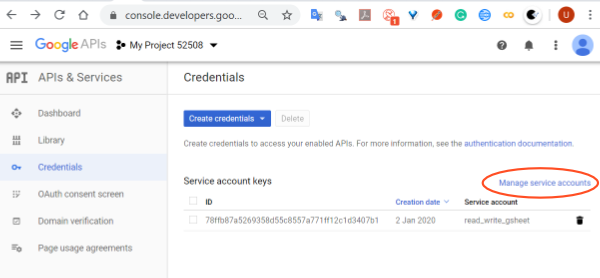 console.developers.goo...
1
U
Google APIs My Project 52508
API APIs & Services Credentials
Dashboard
Library
Credentials
OAuth consent screen
Domain verification
Page usage agreements
Create credentials Delete
Create credentials to access your enabled APIs. For more information, see the authentication documentation.
Service account keys Manage service accounts
ID Creation date Service account
78ffb87a5269358d55c8557a771ff12c1d3407b1 2 Jan 2020 read_write_gsheet